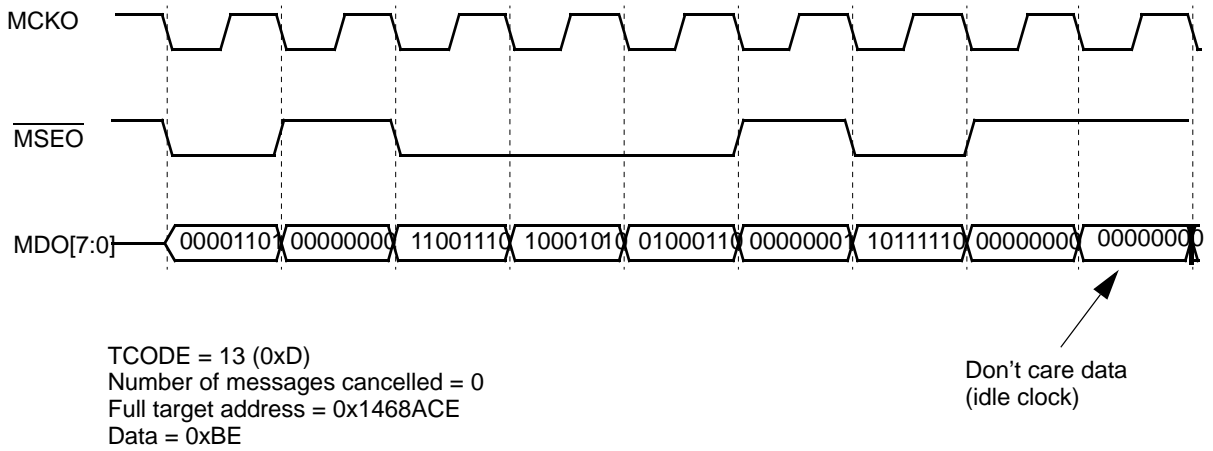 MCKO
MSEO
MDO[7:0]
00001101 00000000 11001110 10001010 01000110 00000001 10111110 00000000 00000000
TCODE = 13 (0xD)
Number of messages cancelled = 0
Full target address = 0x1468ACE
Data = 0xBE
Don't care data
(idle clock)